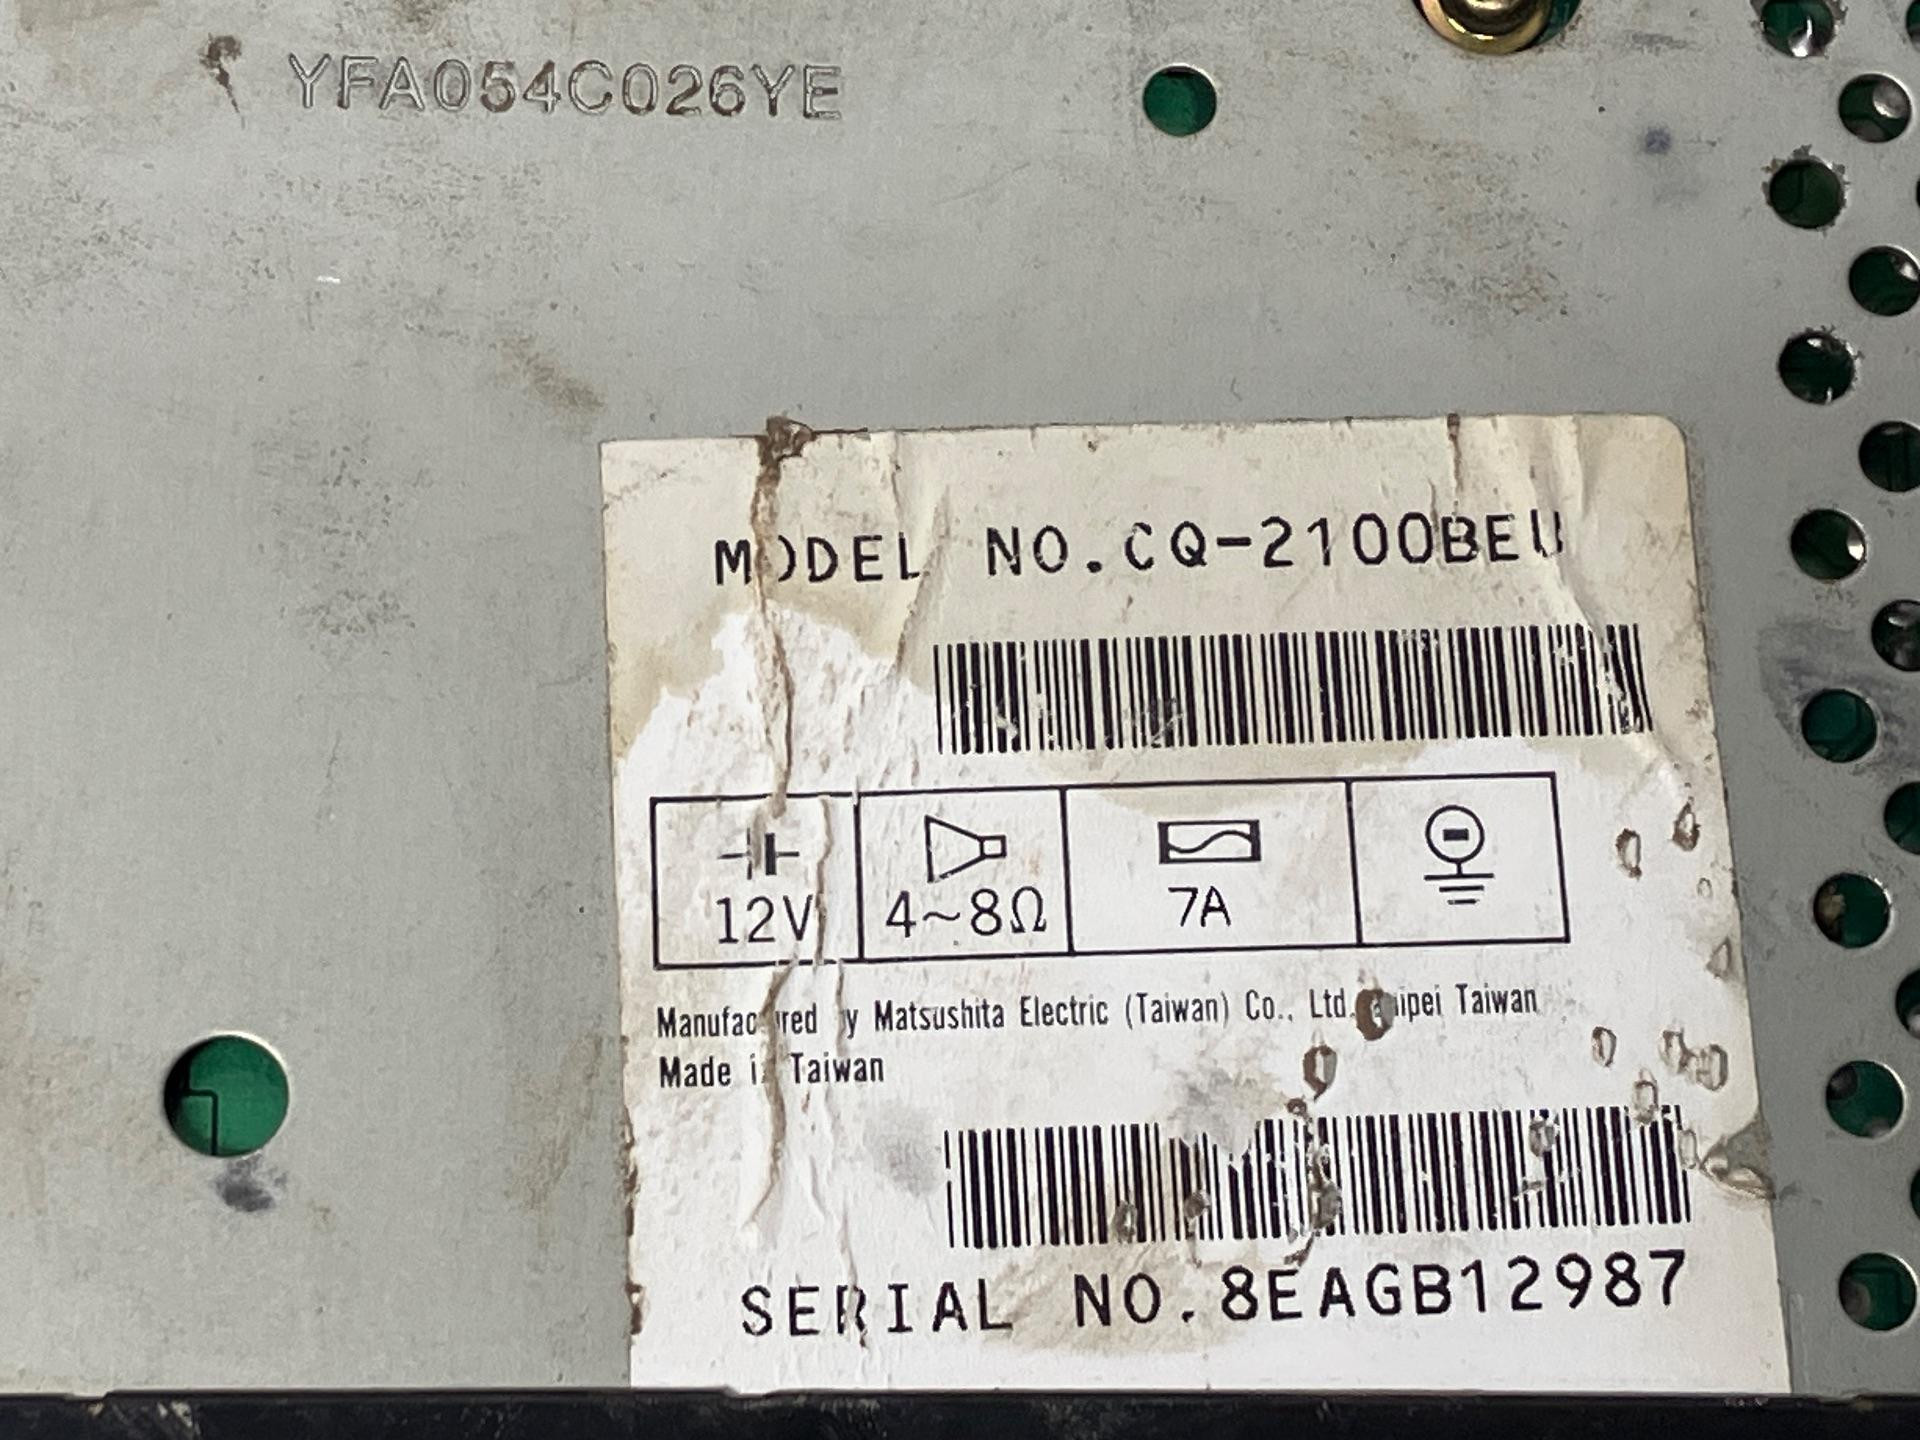 YFA054C026YE
MODEL NO.CQ-2100BEU
12V 4~8Ω 7A
Matsushita Electric (Taiwan) Co., Ltd. Taiwan
Made Taiwan
SERIAL NO.8EAGB12987